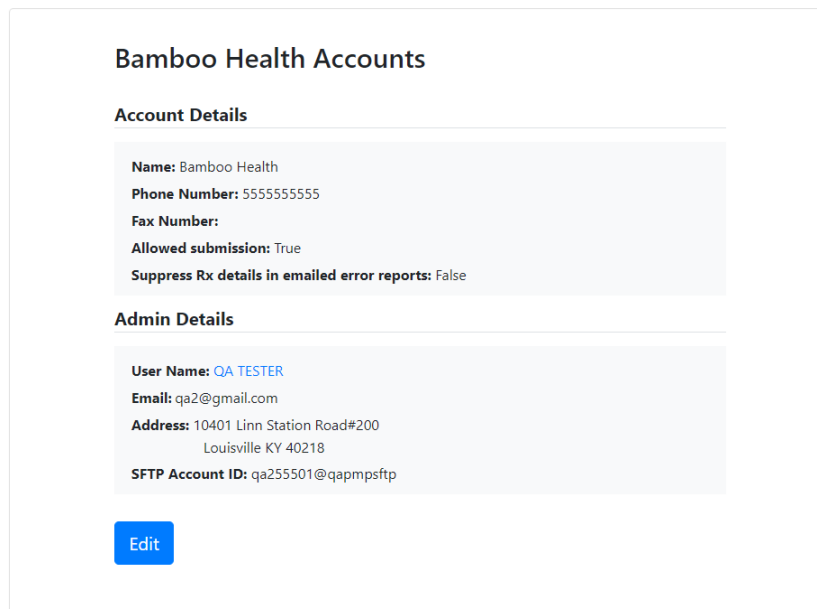 Bamboo Health Accounts
Account Details
Name: Bamboo Health
Phone Number: 5555555555
Fax Number:
Allowed submission: True
Suppress Rx details in emailed error reports: False
Admin Details
User Name: QA TESTER
Email: qa2@gmail.com
Address: 10401 Linn Station Road#200
Louisville KY 40218
SFTP Account ID: qa255501@qapmpsftp
Edit